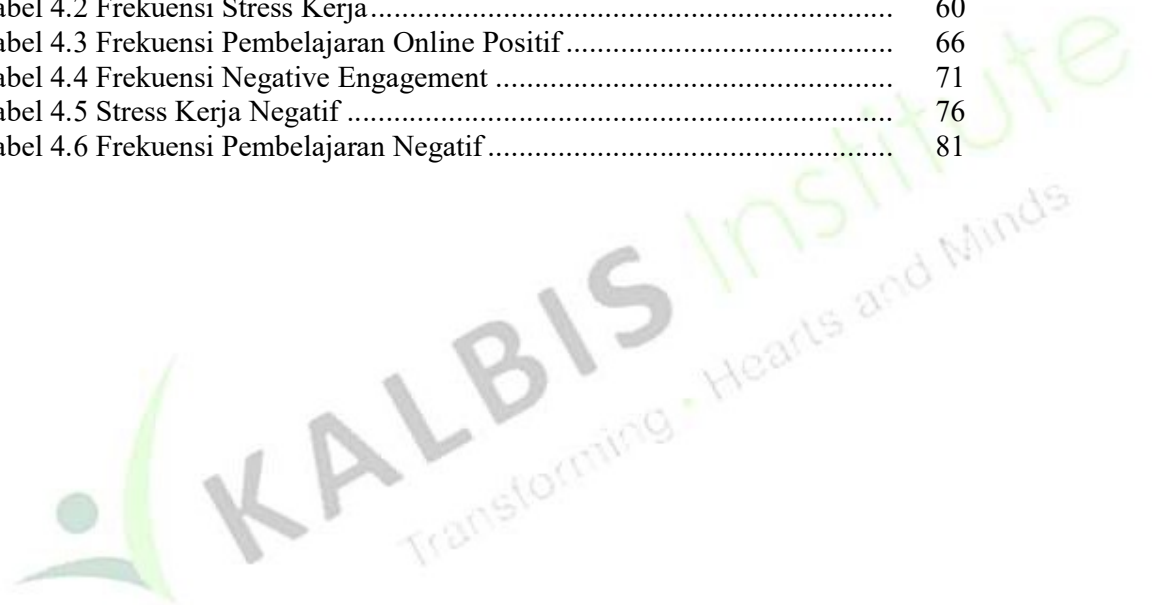 abel 4.2 Frekuensi Stress Kerja.......................................................................... 60
abel 4.3 Frekuensi Pembelajaran Online Positif.............................................. 66
abel 4.4 Frekuensi Negative Engagement ........................................................ 71
abel 4.5 Stress Kerja Negatif ............................................................................. 76
abel 4.6 Frekuensi Pembelajaran Negatif......................................................... 81
KALBIS Institute
Transforming • Hearts and Minds